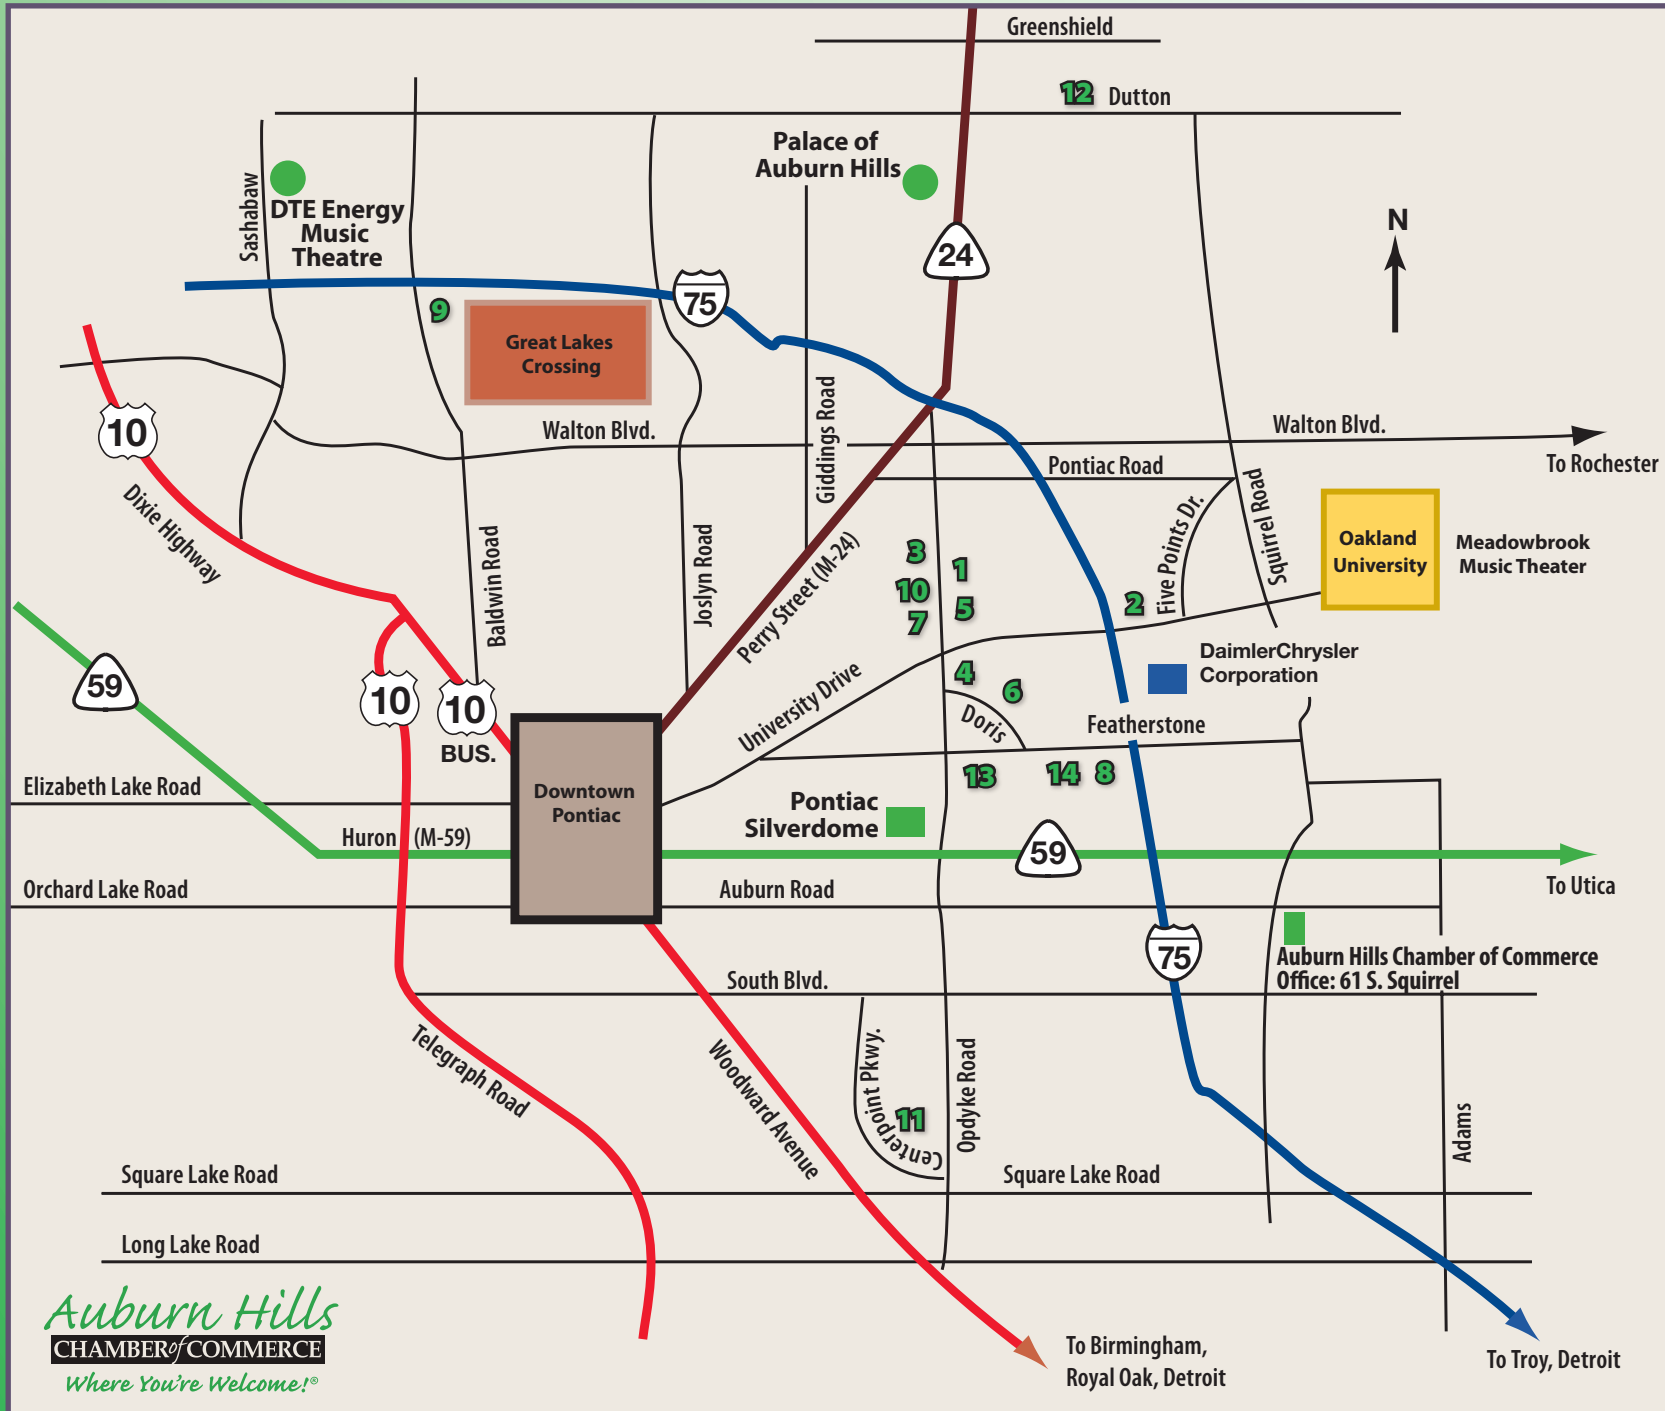 Greenshield
12
Dutton
Palace of
Auburn Hills
Sashabaw
DTE Energy
Music
Theatre
N
24
75
9
Great Lakes
Crossing
Giddings Road
10
Walton Blvd.
Walton Blvd.
To Rochester
Pontiac Road
Dixie Highway
Baldwin Road
Joslyn Road
Perry Street (M-24)
3
1
10
5
7
2
Five Points Dr.
Squirrel Road
Oakland
University
Meadowbrook
Music Theater
59
10
10
BUS.
University Drive
4
6
Doris
DaimlerChrysler
Corporation
Featherstone
13
14
8
Elizabeth Lake Road
Downtown
Pontiac
Pontiac
Silverdome
Huron (M-59)
59
Orchard Lake Road
Auburn Road
To Utica
75
Auburn Hills Chamber of Commerce
Office: 61 S. Squirrel
South Blvd.
Telegraph Road
Woodward Avenue
Centerpoint Pkwy.
11
Opdyke Road
Adams
Square Lake Road
Square Lake Road
Long Lake Road
Auburn Hills
CHAMBER of COMMERCE
Where You're Welcome!®
To Birmingham,
Royal Oak, Detroit
To Troy, Detroit